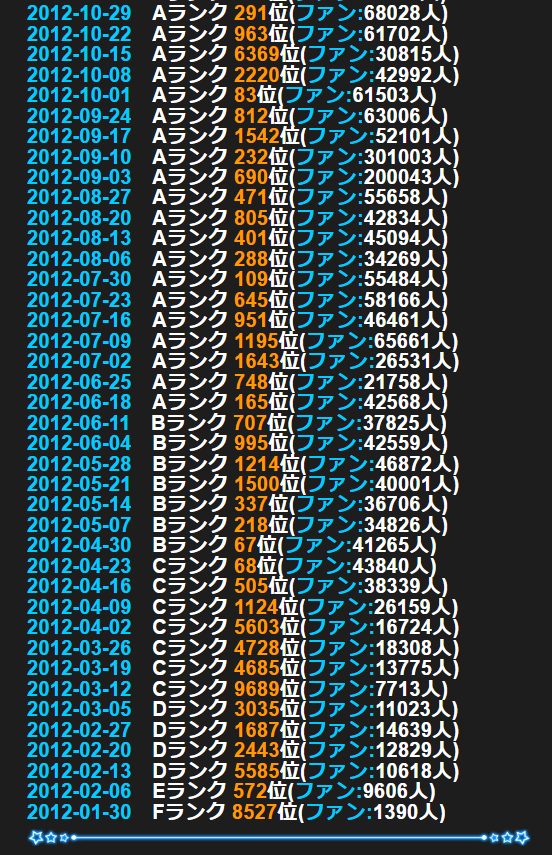 2012-10-29 Aランク 291位(ファン:68028人)
2012-10-22 Aランク 963位(ファン:61702人)
2012-10-15 Aランク 6369位(ファン:30815人)
2012-10-08 Aランク 2220位(ファン:42992人)
2012-10-01 Aランク 83位(ファン:61503人)
2012-09-24 Aランク 812位(ファン:63006人)
2012-09-17 Aランク 1542位(ファン:52101人)
2012-09-10 Aランク 232位(ファン:301003人)
2012-09-03 Aランク 690位(ファン:200043人)
2012-08-27 Aランク 471位(ファン:55658人)
2012-08-20 Aランク 805位(ファン:42834人)
2012-08-13 Aランク 401位(ファン:45094人)
2012-08-06 Aランク 288位(ファン:34269人)
2012-07-30 Aランク 109位(ファン:55484人)
2012-07-23 Aランク 645位(ファン:58166人)
2012-07-16 Aランク 951位(ファン:46461人)
2012-07-09 Aランク 1195位(ファン:65661人)
2012-07-02 Aランク 1643位(ファン:26531人)
2012-06-25 Aランク 748位(ファン:21758人)
2012-06-18 Aランク 165位(ファン:42568人)
2012-06-11 Bランク 707位(ファン:37825人)
2012-06-04 Bランク 995位(ファン:42559人)
2012-05-28 Bランク 1214位(ファン:46872人)
2012-05-21 Bランク 1500位(ファン:40001人)
2012-05-14 Bランク 337位(ファン:36706人)
2012-05-07 Bランク 218位(ファン:34826人)
2012-04-30 Bランク 67位(ファン:41265人)
2012-04-23 Cランク 68位(ファン:43840人)
2012-04-16 Cランク 505位(ファン:38339人)
2012-04-09 Cランク 1124位(ファン:26159人)
2012-04-02 Cランク 5603位(ファン:16724人)
2012-03-26 Cランク 4728位(ファン:18308人)
2012-03-19 Cランク 4685位(ファン:13775人)
2012-03-12 Cランク 9689位(ファン:7713人)
2012-03-05 Dランク 3035位(ファン:11023人)
2012-02-27 Dランク 1687位(ファン:14639人)
2012-02-20 Dランク 2443位(ファン:12829人)
2012-02-13 Dランク 5585位(ファン:10618人)
2012-02-06 Eランク 572位(ファン:9606人)
2012-01-30 Fランク 8527位(ファン:1390人)